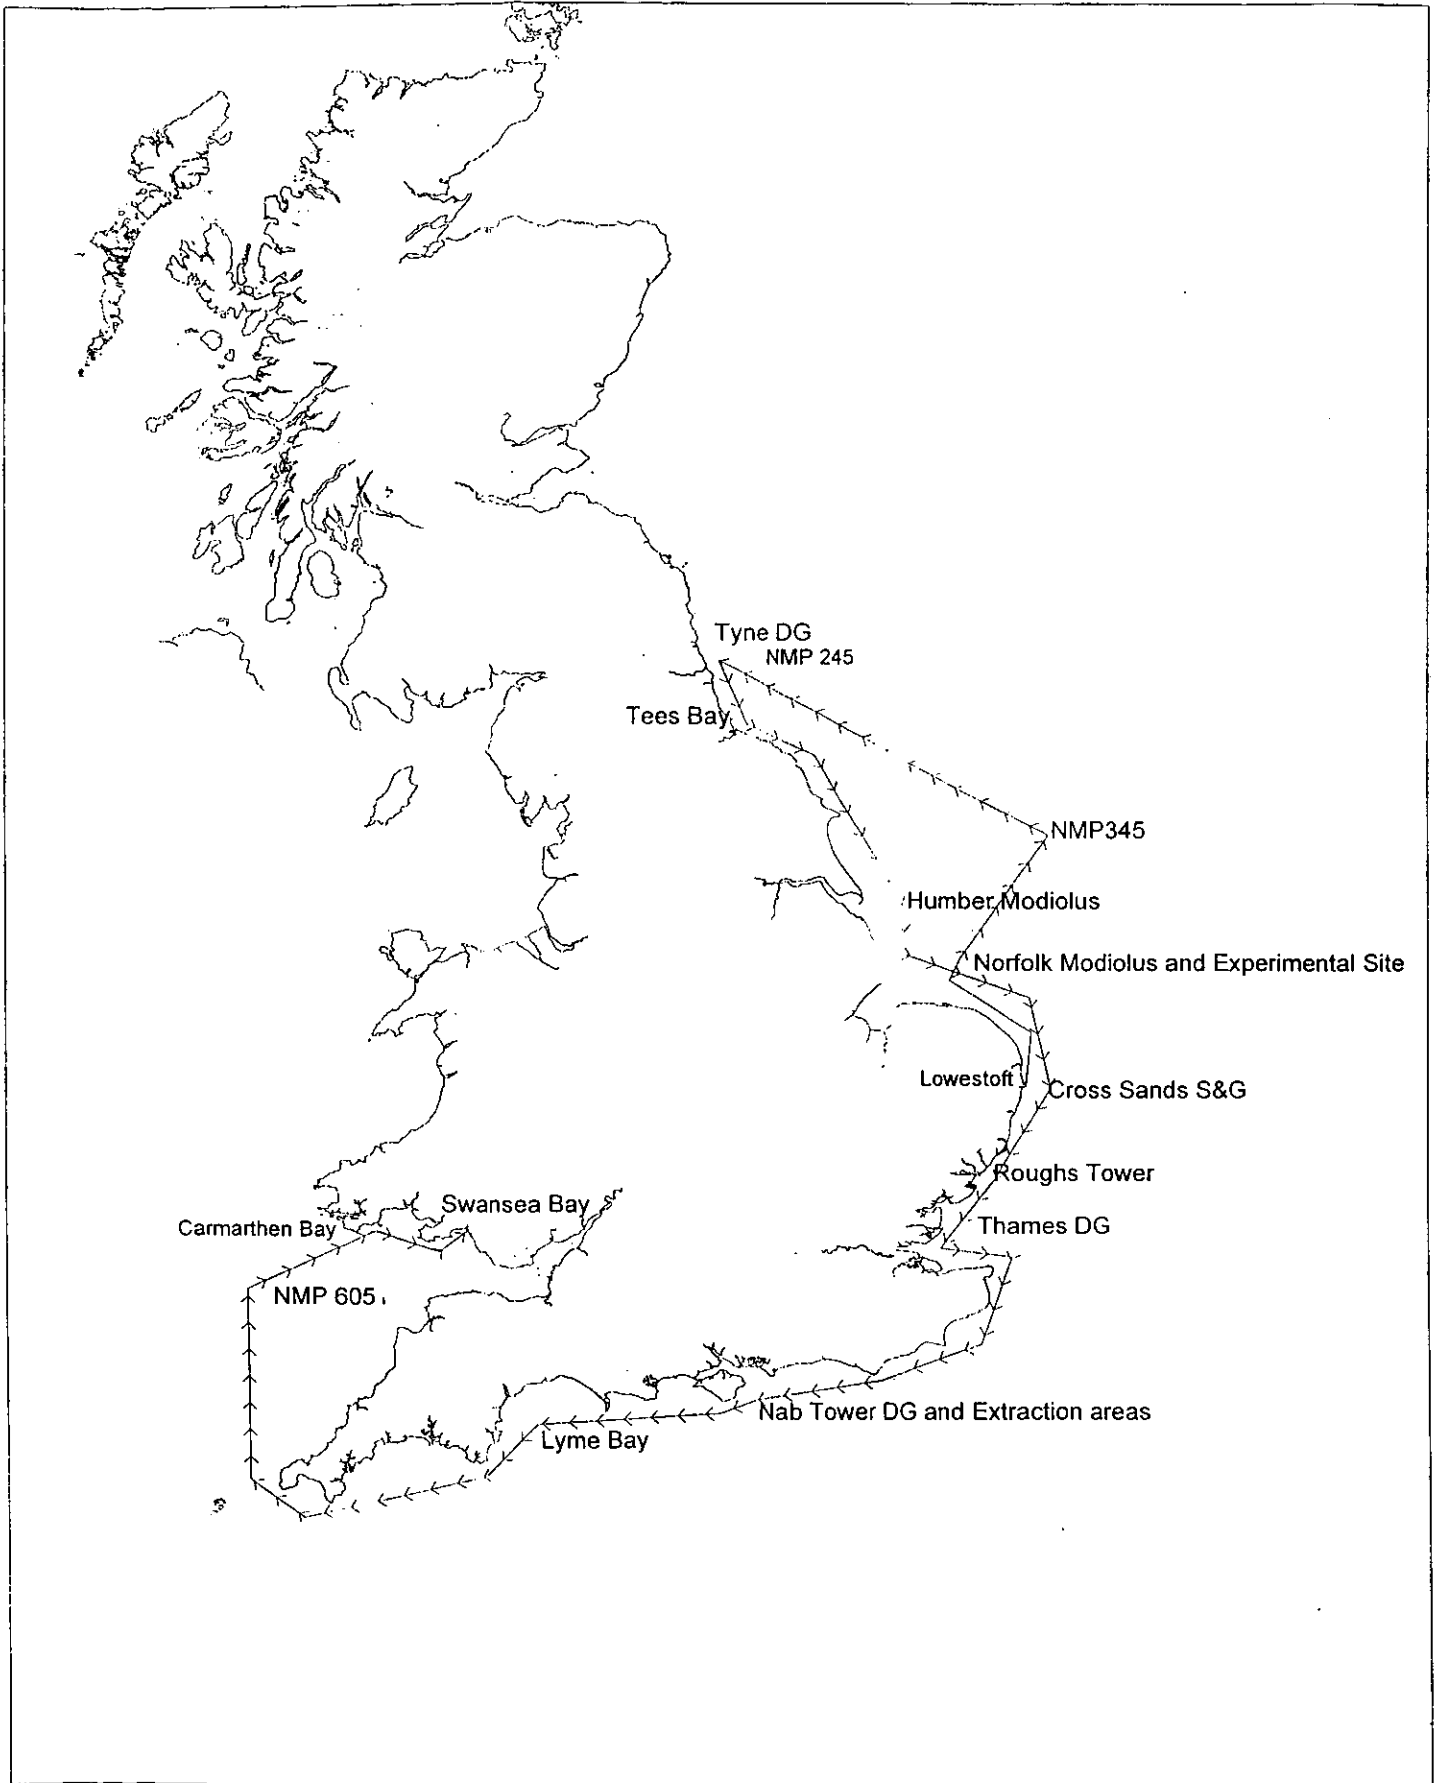 Tyne DG
NMP 245
Tees Bay
NMP345
Humber Modiolus
Norfolk Modiolus and Experimental Site
Lowestoft
Cross Sands S&G
Roughs Tower
Swansea Bay
Carmarthen Bay
Thames DG
NMP 605
Nab Tower DG and Extraction areas
Lyme Bay